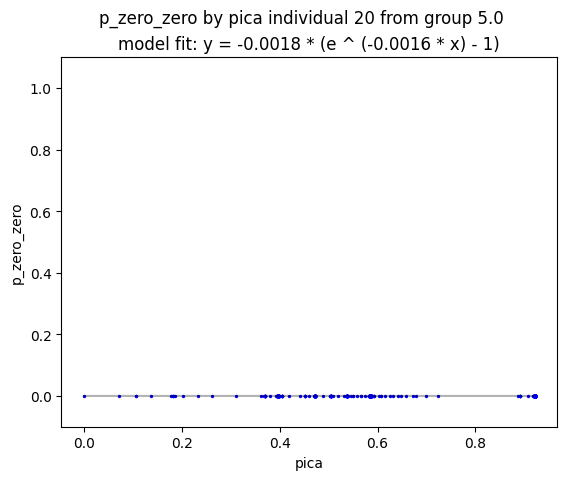 p_zero_zero by pica individual 20 from group 5.0
model fit: y = -0.0018 * (e ^ (-0.0016 * x) - 1)
1.0
0.8
0.6
0.4
0.2
0.0
p_zero_zero
0.0 0.2 0.4 0.6 0.8
pica